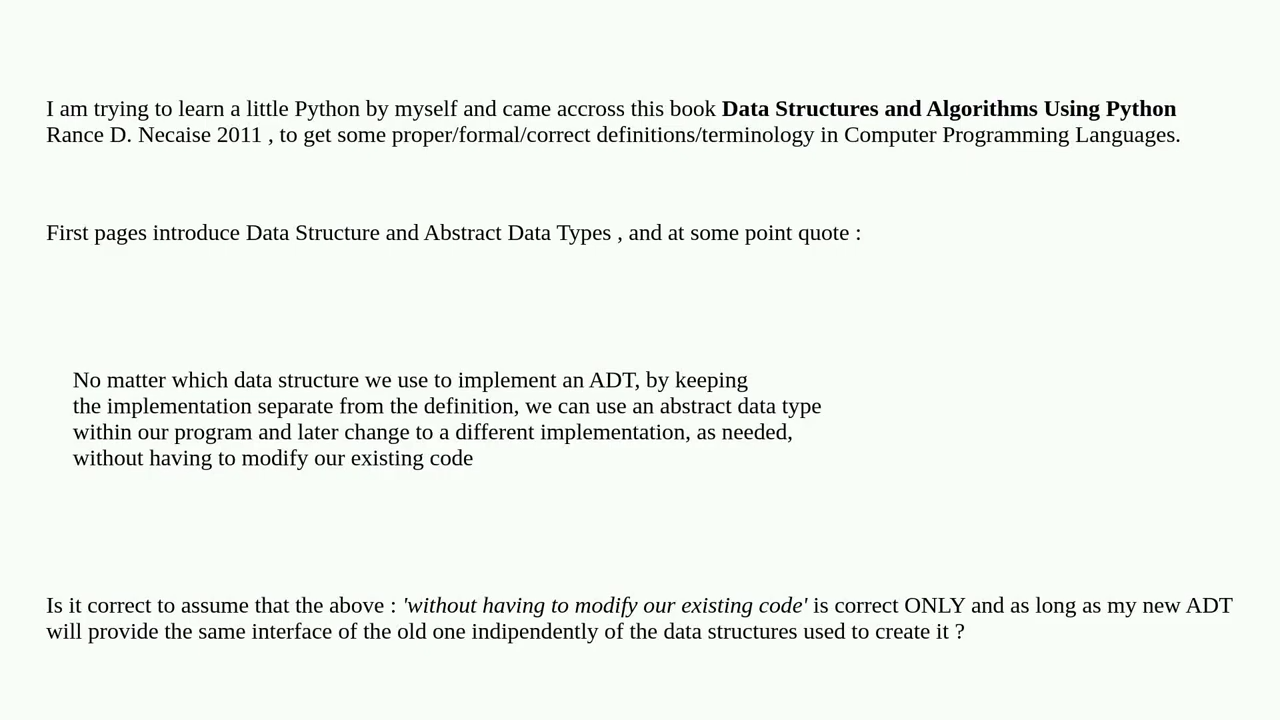 I am trying to learn a little Python by myself and came accross this book Data Structures and Algorithms Using Python
Rance D. Necaise 2011 , to get some proper/formal/correct definitions/terminology in Computer Programming Languages.
First pages introduce Data Structure and Abstract Data Types , and at some point quote :
No matter which data structure we use to implement an ADT, by keeping
the implementation separate from the definition, we can use an abstract data type
within our program and later change to a different implementation, as needed,
without having to modify our existing code
Is it correct to assume that the above : 'without having to modify our existing code' is correct ONLY and as long as my new ADT
will provide the same interface of the old one indipendently of the data structures used to create it ?